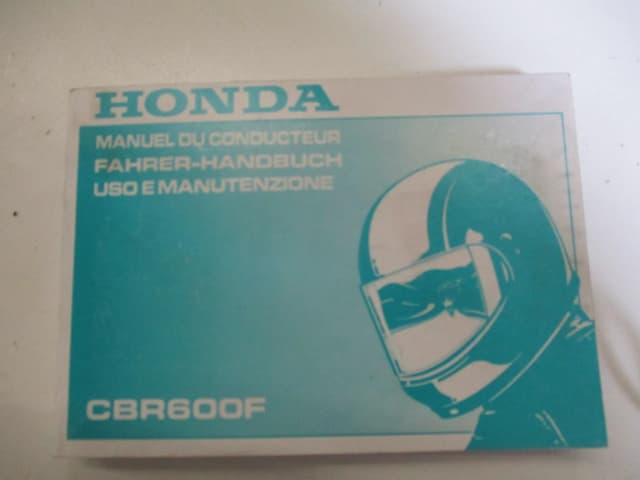 HONDA
MANUEL DU CONDUCTEUR
FAHRER-HANDBUCH
USO E MANUTENZIONE
CBR600F